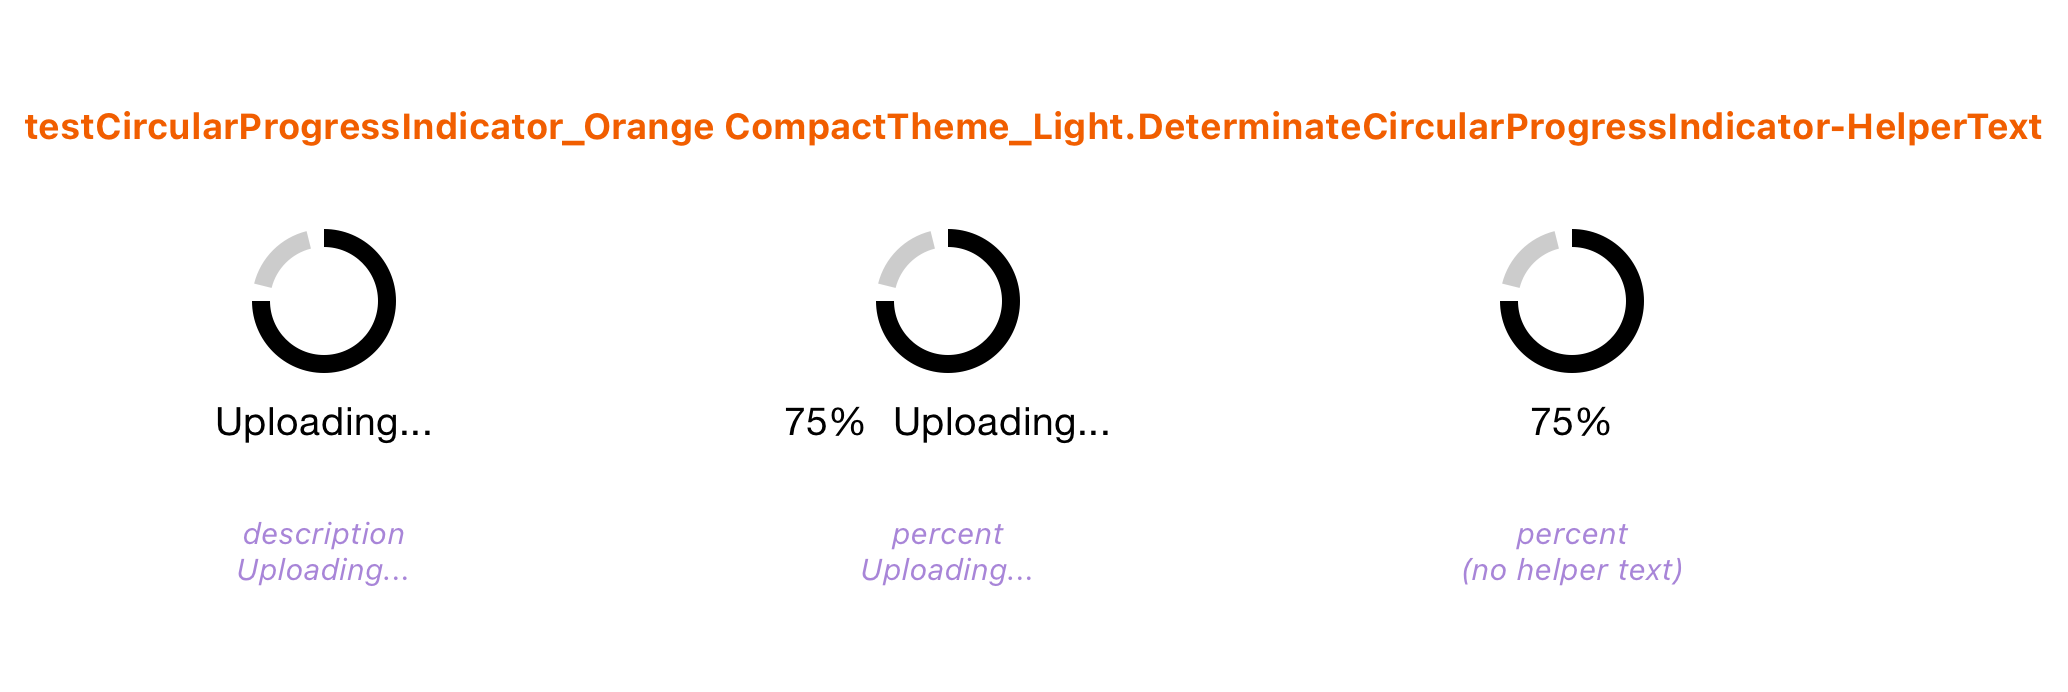 testCircularProgressIndicator_Orange CompactTheme_Light.DeterminateCircularProgressIndicator-HelperText
Uploading...
75% Uploading...
75%
description
Uploading...
percent
Uploading...
percent
(no helper text)